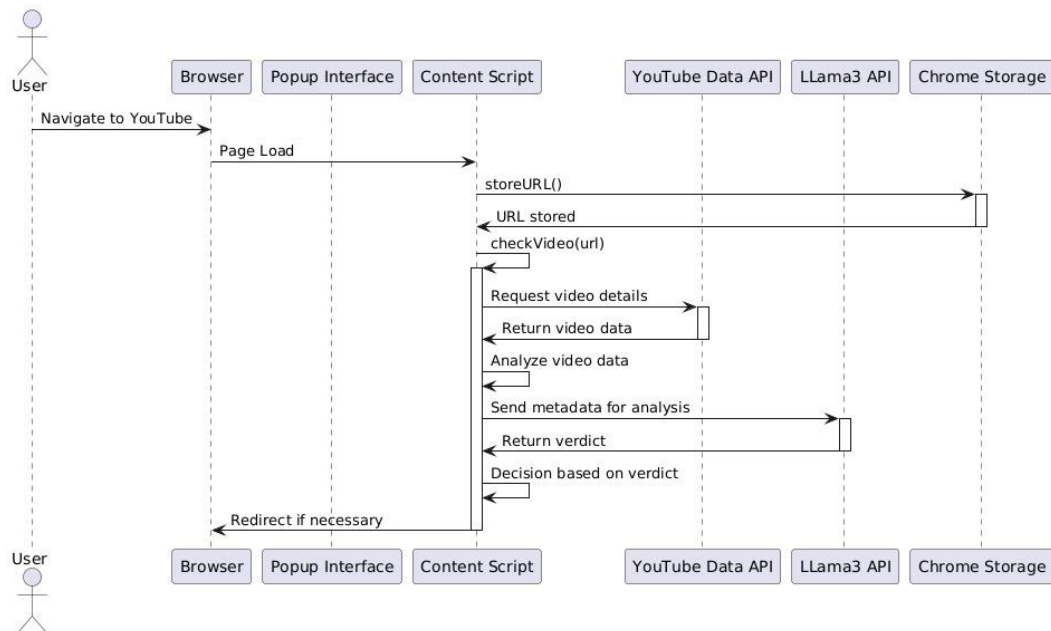 User
Browser
Popup Interface
Content Script
YouTube Data API
LLama3 API
Chrome Storage
Navigate to YouTube
Page Load
storeURL()
URL stored
checkVideo(url)
Request video details
Return video data
Analyze video data
Send metadata for analysis
Return verdict
Decision based on verdict
Redirect if necessary
User
Browser
Popup Interface
Content Script
YouTube Data API
LLama3 API
Chrome Storage